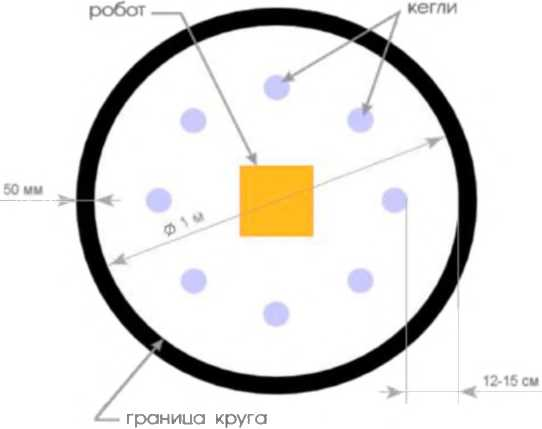 робот
кегли
50 мм
Ø 1 м
12-15 см
граница круга